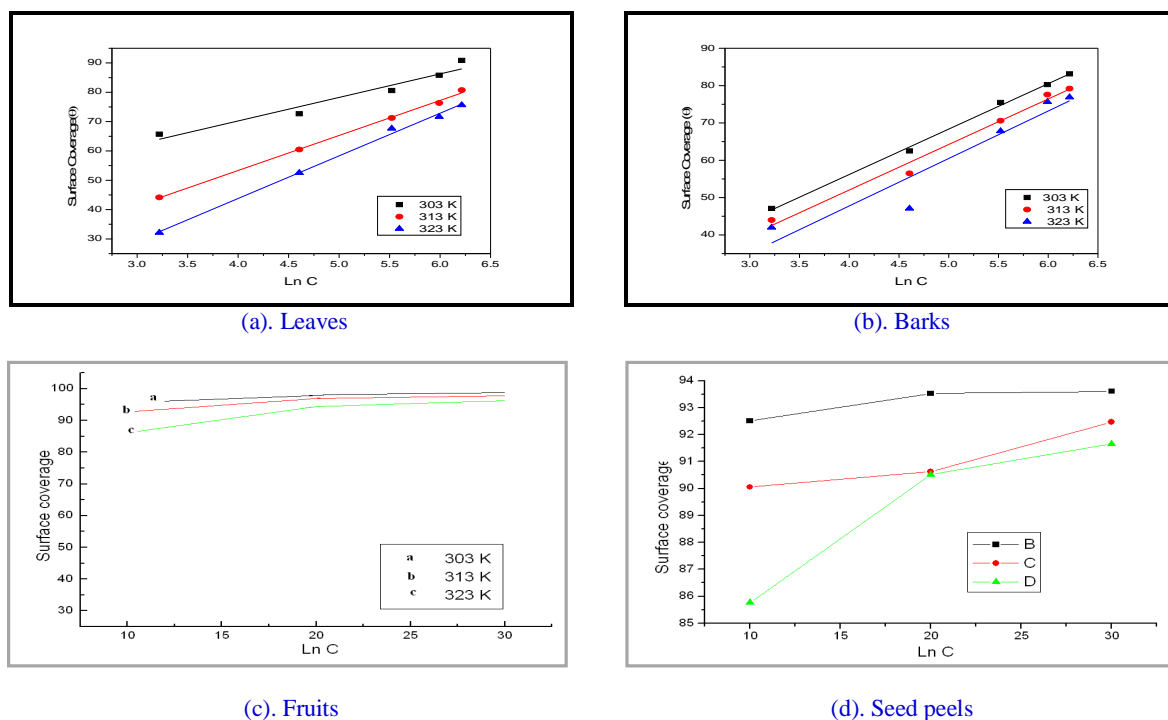 90
80
70
60
50
40
30
3.0 3.5 4.0 4.5 5.0 5.5 6.0 6.5
Surface Coverage(θ)
Ln C
303 K
313 K
323 K
(a). Leaves
90
80
70
60
50
40
3.0 3.5 4.0 4.5 5.0 5.5 6.0 6.5
Surface Coverage (θ)
Ln C
303 K
313 K
323 K
(b). Barks
100
90
80
70
60
50
40
30
10 15 20 25 30
Surface coverage
Ln C
a
b
c
a 303 K
b 313 K
c 323 K
(c). Fruits
94
93
92
91
90
89
88
87
86
85
10 15 20 25 30
Surface coverage
Ln C
B
C
D
(d). Seed peels